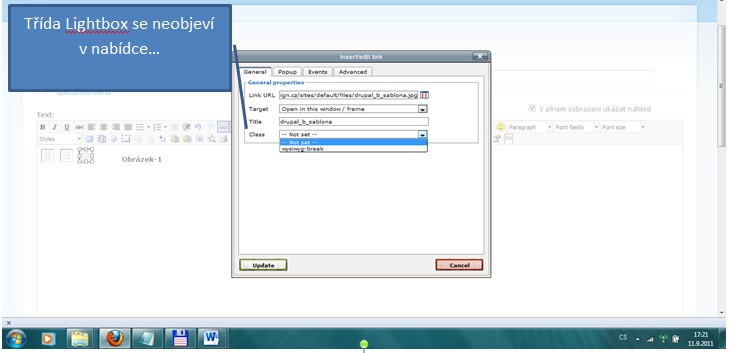 Třída Lightbox se neobjeví
v nabídce...
Insert/edit link
General Popup Events Advanced
General properties
Link URL ign.cz/sites/default/files/drupal_b_sablona.jpg
Target Open in this window / frame
Title drupal_b_sablona
Class -- Not set --
-- Not set --
wysiwyg-break
Update Cancel
V plném zobrazení ukázat náhled
Text:
B I U ABC
Paragraph Font family Font size
Styles
Obrázek-1
CS 17:21
11.9.2011